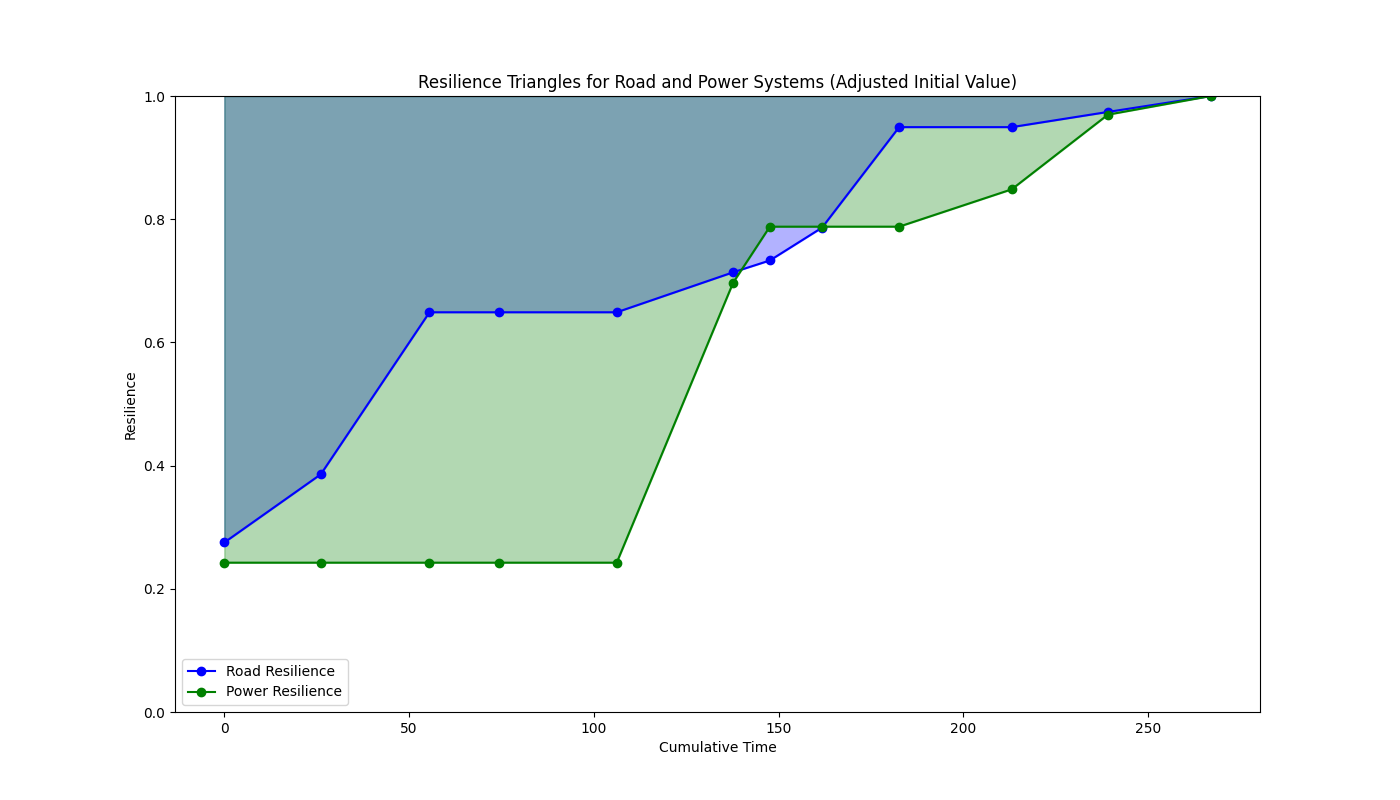 Resilience Triangles for Road and Power Systems (Adjusted Initial Value)
1.0
0.8
0.6
0.4
0.2
0.0
Resilience
Road Resilience
Power Resilience
0 50 100 150 200 250
Cumulative Time